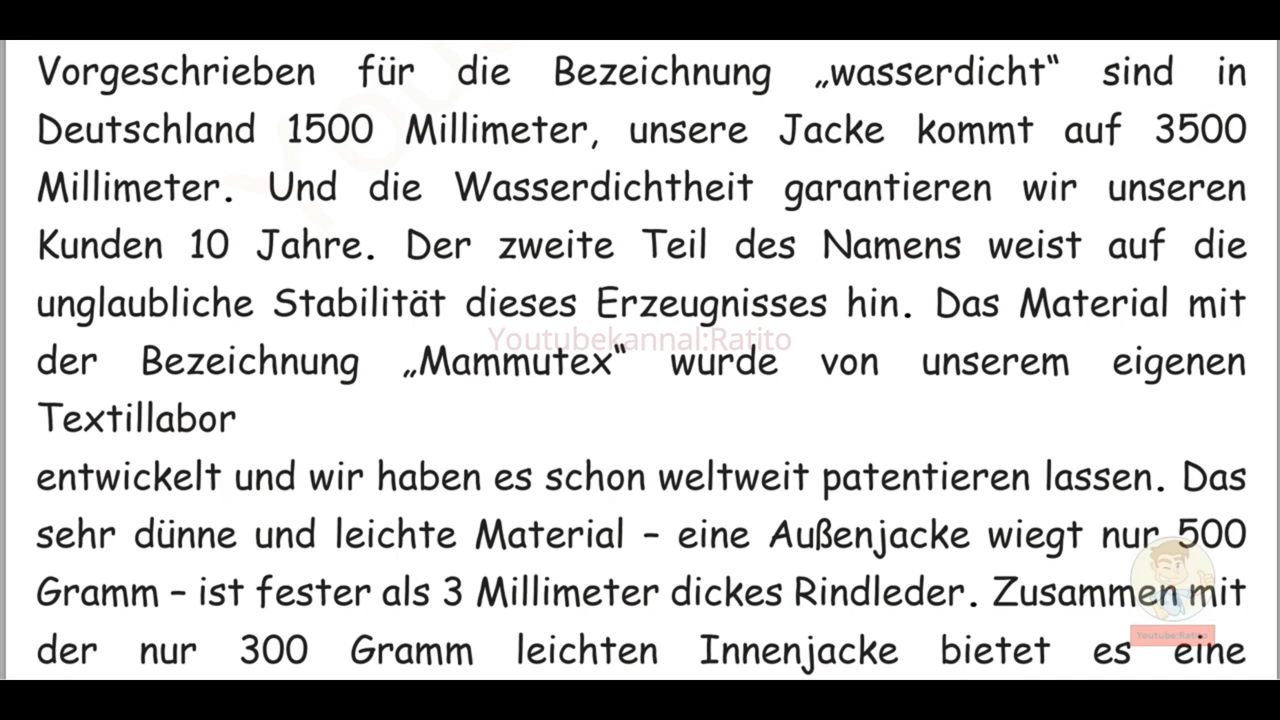 Vorgeschrieben für die Bezeichnung „wasserdicht“ sind in
Deutschland 1500 Millimeter, unsere Jacke kommt auf 3500
Millimeter. Und die Wasserdichtheit garantieren wir unseren
Kunden 10 Jahre. Der zweite Teil des Namens weist auf die
unglaubliche Stabilität dieses Erzeugnisses hin. Das Material mit
Youtubekannal:Ratito
der Bezeichnung „Mammutex“ wurde von unserem eigenen
Textillabor
entwickelt und wir haben es schon weltweit patentieren lassen. Das
sehr dünne und leichte Material – eine Außenjacke wiegt nur 500
Gramm – ist fester als 3 Millimeter dickes Rindleder. Zusammen mit
Youtube:Ratito
der nur 300 Gramm leichten Innenjacke bietet es eine